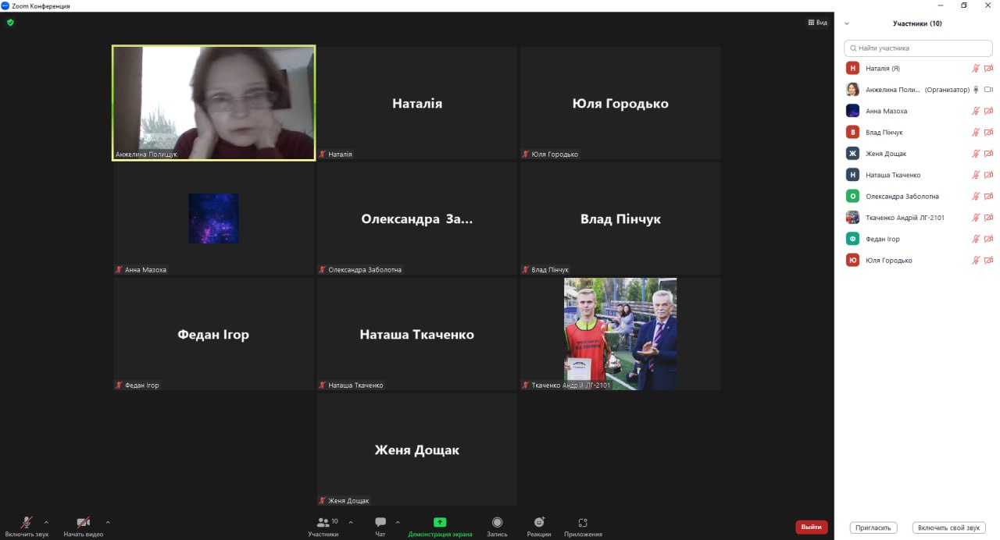 Zoom Конференция
Вид
Анжелина Полищук
Наталія
Наталія
Юля Городько
Юля Городько
Анна Мазоха
Олександра За...
Олександра Заболотна
Влад Пінчук
Влад Пінчук
Федан Ігор
Федан Ігор
Наташа Ткаченко
Наташа Ткаченко
Ткаченко Андрій ЛГ-2101
Женя Дощак
Женя Дощак
Включить звук
Начать видео
10
Участники
Чат
Демонстрация экрана
Запись
Реакции
Приложения
Выйти
Участники (10)
Найти участника
Н Наталія (Я)
Анжелина Поли... (Организатор)
Анна Мазоха
В Влад Пінчук
Ж Женя Дощак
Н Наташа Ткаченко
О Олександра Заболотна
Ткаченко Андрій ЛГ-2101
Ф Федан Ігор
Ю Юля Городько
Пригласить
Включить свой звук